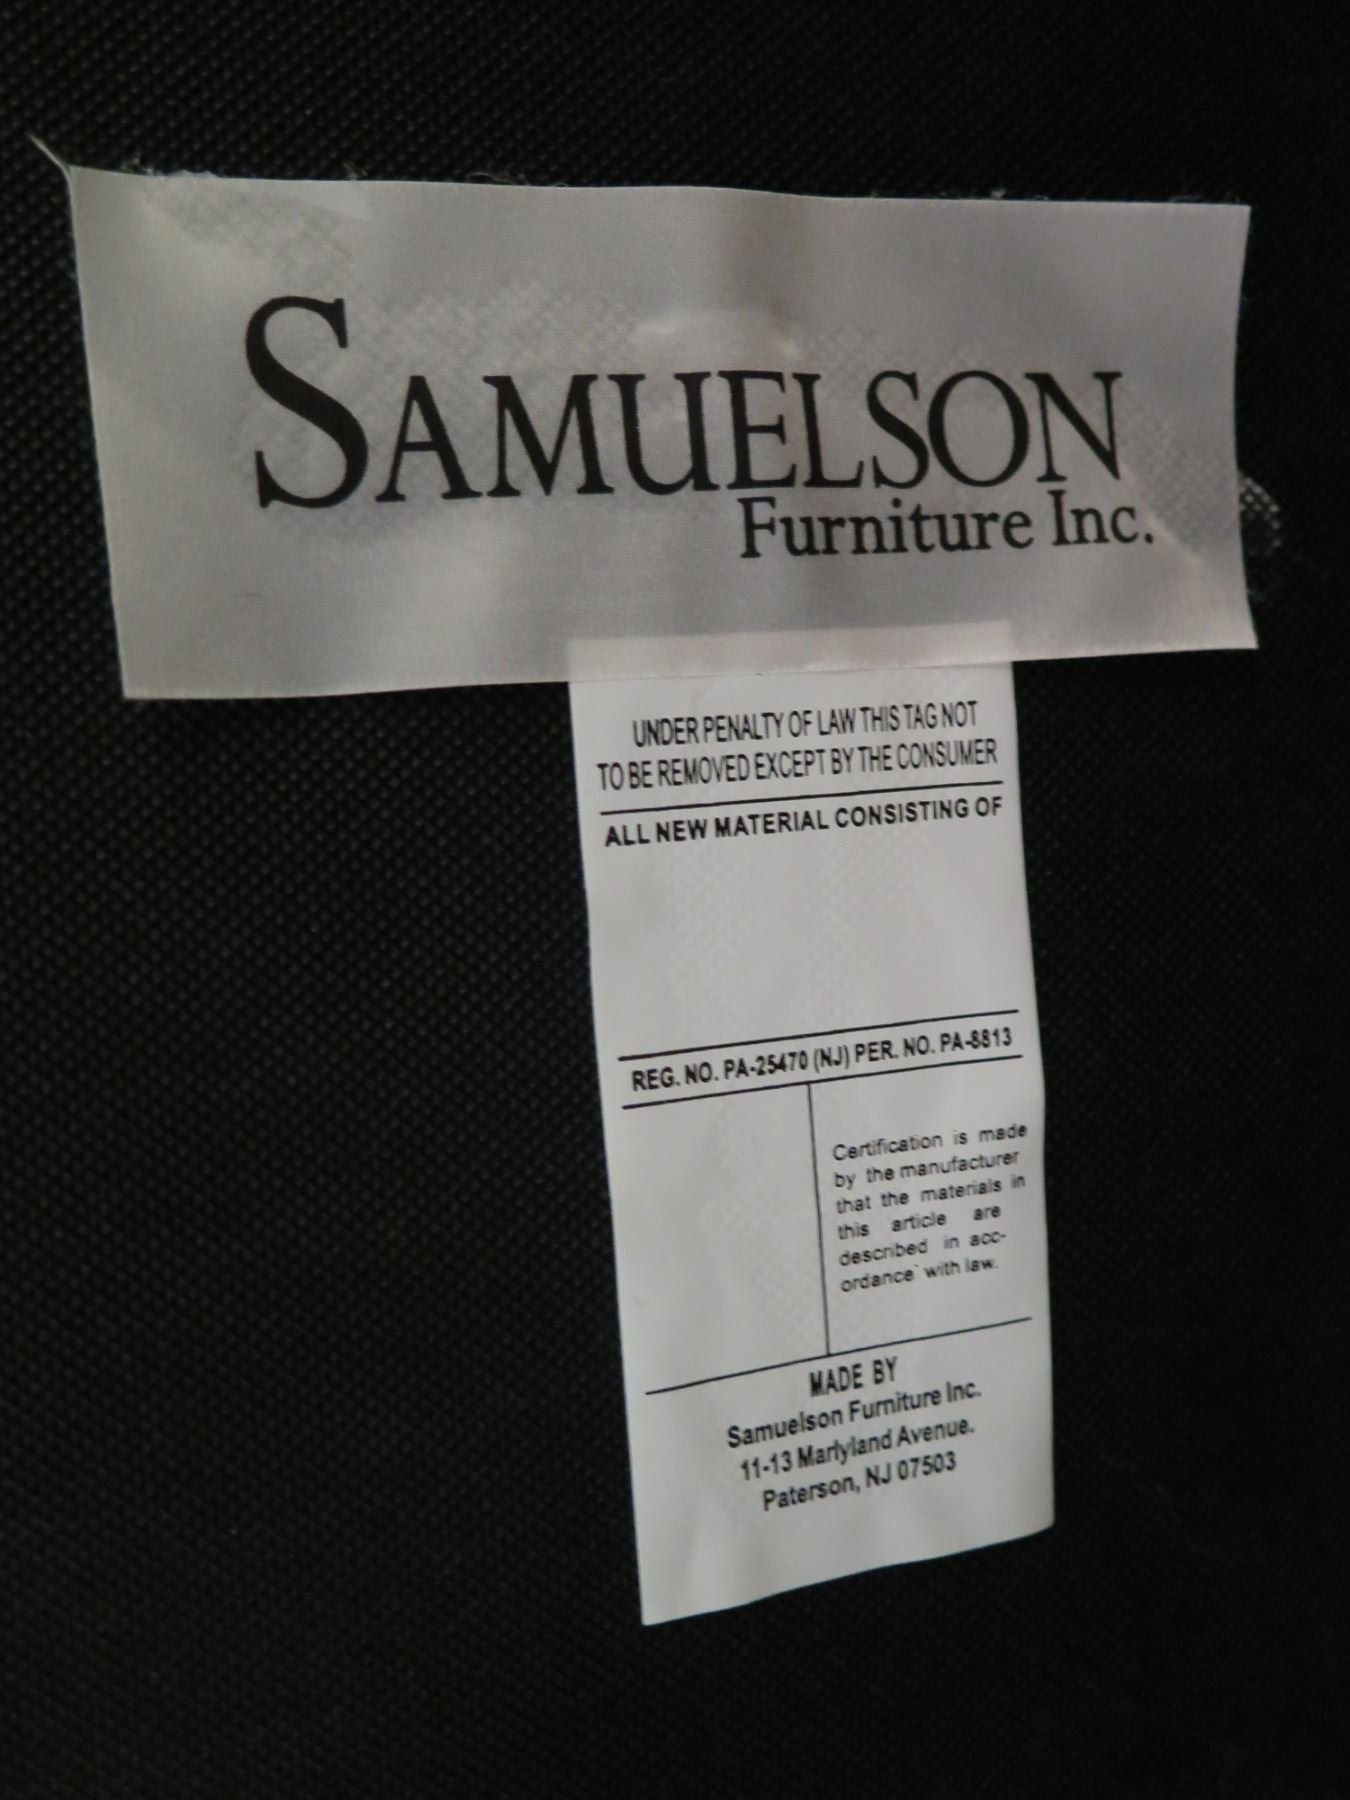 SAMUELSON
Furniture Inc.
UNDER PENALTY OF LAW THIS TAG NOT
TO BE REMOVED EXCEPT BY THE CONSUMER
ALL NEW MATERIAL CONSISTING OF
REG. NO. PA-25470 (NJ) PER. NO. PA-8813
Certification is made
by the manufacturer
that the materials in
this article are
described in acc-
ordance with law.
MADE BY
Samuelson Furniture Inc.
11-13 Marlyland Avenue.
Paterson, NJ 07503